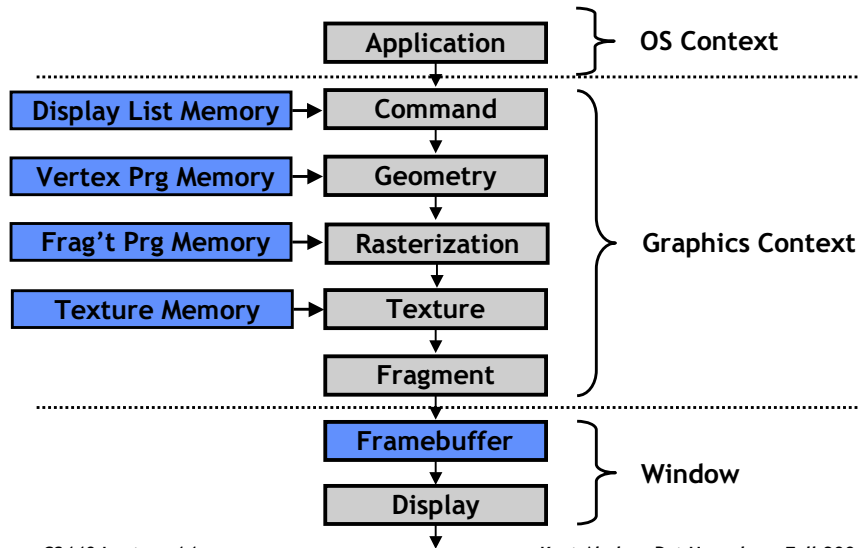 Application
OS Context
Display List Memory
Command
Vertex Prg Memory
Geometry
Frag't Prg Memory
Rasterization
Graphics Context
Texture Memory
Texture
Fragment
Framebuffer
Window
Display